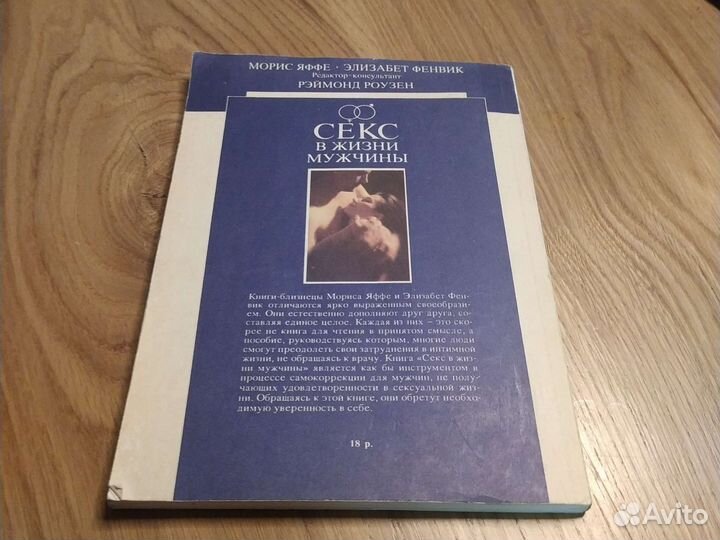 МОРИС ЯФФЕ · ЭЛИЗАБЕТ ФЕНВИК
Редактор-консультант
РЭЙМОНД РОУЗЕН
СЕКС
В ЖИЗНИ
МУЖЧИНЫ
Книги-близнецы Мориса Яффе и Элизабет Фен-
вик отличаются ярко выраженным своеобрази-
ем. Они естественно дополняют друг друга, со-
ставляя единое целое. Каждая из них – это ско-
рее не книга для чтения в принятом смысле, а
пособие, руководствуясь которым, многие люди
смогут преодолеть свои затруднения в интимной
жизни, не обращаясь к врачу. Книга «Секс в жиз-
ни мужчины» является как бы инструментом в
процессе самокоррекции для мужчин, не полу-
чающих удовлетворенности в сексуальной жиз-
ни. Обращаясь к этой книге, они обретут необхо-
димую уверенность в себе.
18 р.
Avito